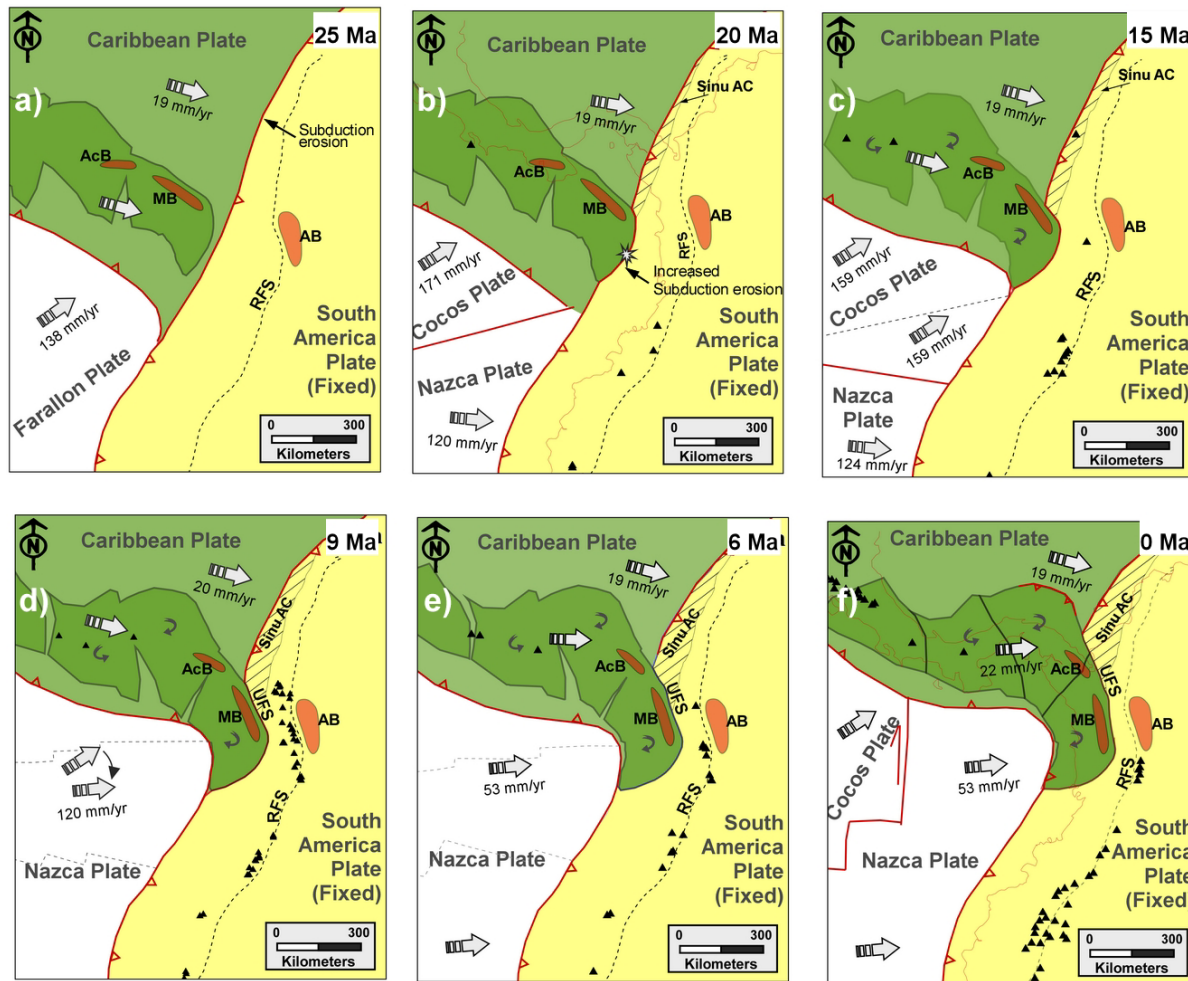 25 Ma
N
Caribbean Plate
a)
19 mm/yr
Subduction
erosion
AcB
MB
AB
RFS
138 mm/yr
Farallon Plate
South
America
Plate
(Fixed)
0 300
Kilometers
20 Ma
N
Caribbean Plate
b)
19 mm/yr
Sinu AC
AcB
MB
AB
RFS
171 mm/yr
Increased
Subduction erosion
Cocos Plate
Nazca Plate
120 mm/yr
South
America
Plate
(Fixed)
0 300
Kilometers
15 Ma
N
Caribbean Plate
c)
19 mm/yr
Sinu AC
AcB
MB
AB
RFS
159 mm/yr
Cocos Plate
159 mm/yr
Nazca
Plate
124 mm/yr
South
America
Plate
(Fixed)
0 300
Kilometers
9 Ma
N
Caribbean Plate
d)
20 mm/yr
Sinu AC
AcB
UFS
MB
AB
RFS
120 mm/yr
Nazca Plate
South
America
Plate
(Fixed)
0 300
Kilometers
6 Ma
N
Caribbean Plate
e)
19 mm/yr
Sinu AC
AcB
UFS
MB
AB
RFS
53 mm/yr
Nazca Plate
South
America
Plate
(Fixed)
0 300
Kilometers
0 Ma
N
Caribbean Plate
f)
19 mm/yr
Sinu AC
22 mm/yr
AcB
UFS
MB
AB
RFS
Cocos Plate
53 mm/yr
Nazca Plate
South
America
Plate
(Fixed)
0 300
Kilometers